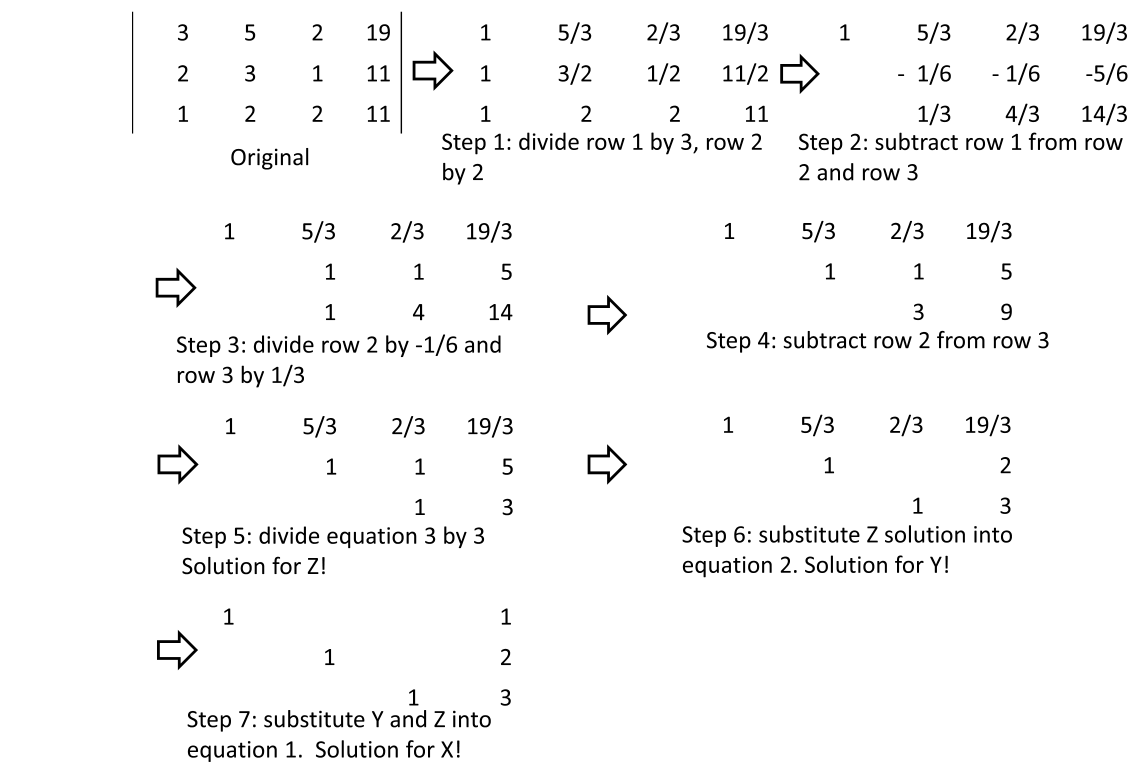 3 5 2 19
2 3 1 11
1 2 2 11
Original
1 5/3 2/3 19/3
1 3/2 1/2 11/2
1 2 2 11
Step 1: divide row 1 by 3, row 2
by 2
1 5/3 2/3 19/3
- 1/6 - 1/6 -5/6
1/3 4/3 14/3
Step 2: subtract row 1 from row
2 and row 3
1 5/3 2/3 19/3
1 1 5
1 4 14
Step 3: divide row 2 by -1/6 and
row 3 by 1/3
1 5/3 2/3 19/3
1 1 5
3 9
Step 4: subtract row 2 from row 3
1 5/3 2/3 19/3
1 1 5
1 3
Step 5: divide equation 3 by 3
Solution for Z!
1 5/3 2/3 19/3
1 2
1 3
Step 6: substitute Z solution into
equation 2. Solution for Y!
1 1
1 2
1 3
Step 7: substitute Y and Z into
equation 1.  Solution for X!